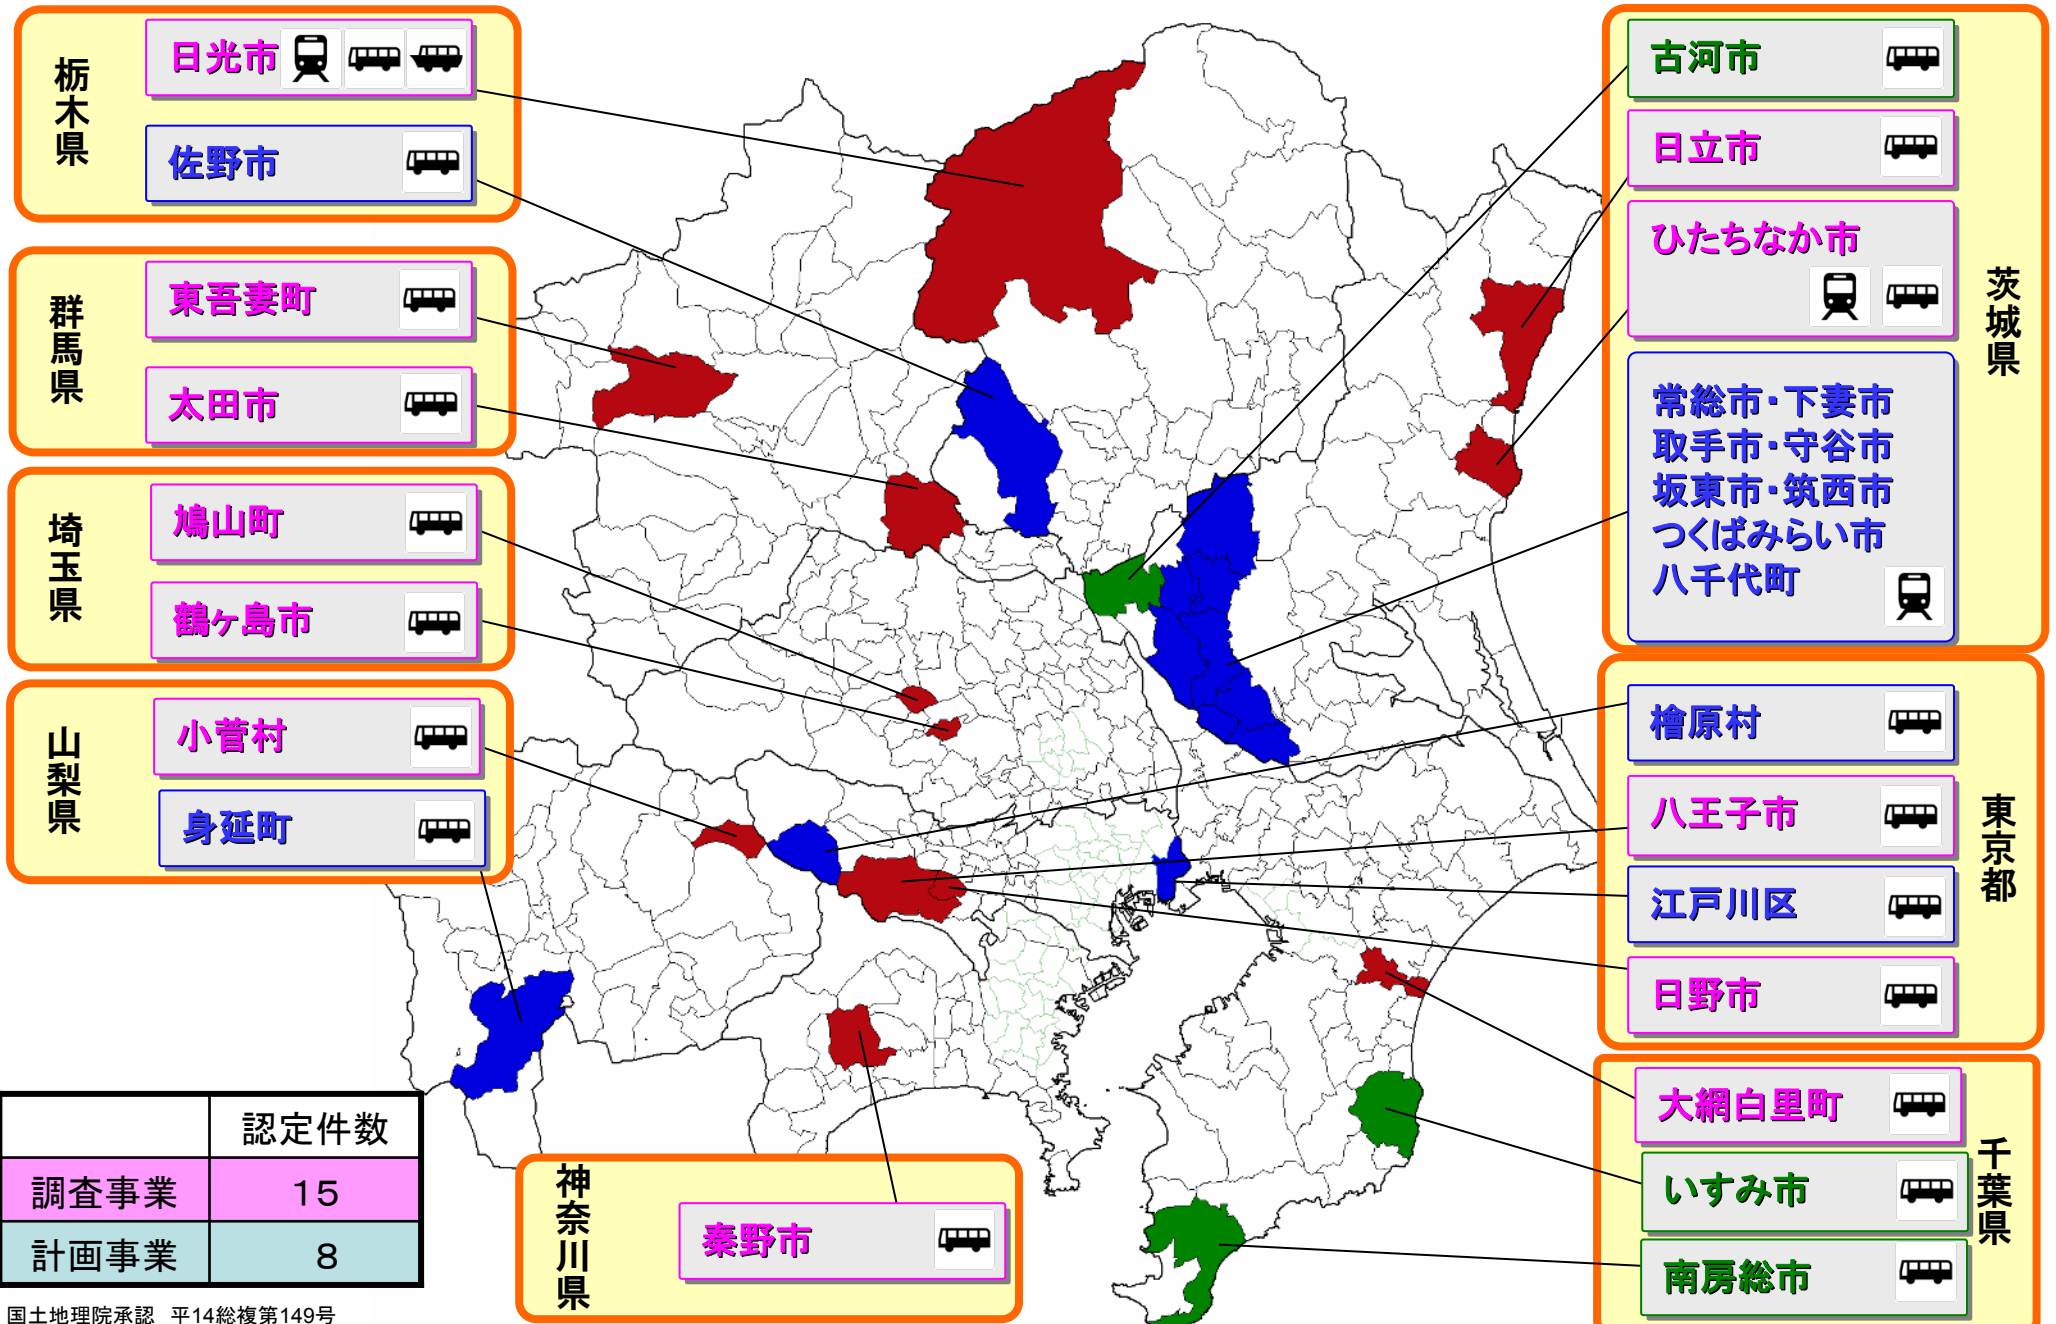 栃木県
日光市
佐野市
群馬県
東吾妻町
太田市
埼玉県
鳩山町
鶴ヶ島市
山梨県
小菅村
身延町
茨城県
古河市
日立市
ひたちなか市
常総市・下妻市
取手市・守谷市
坂東市・筑西市
つくばみらい市
八千代町
東京都
檜原村
八王子市
江戸川区
日野市
千葉県
大網白里町
いすみ市
南房総市
神奈川県
秦野市
認定件数
調査事業 15
計画事業 8
国土地理院承認 平14総複第149号